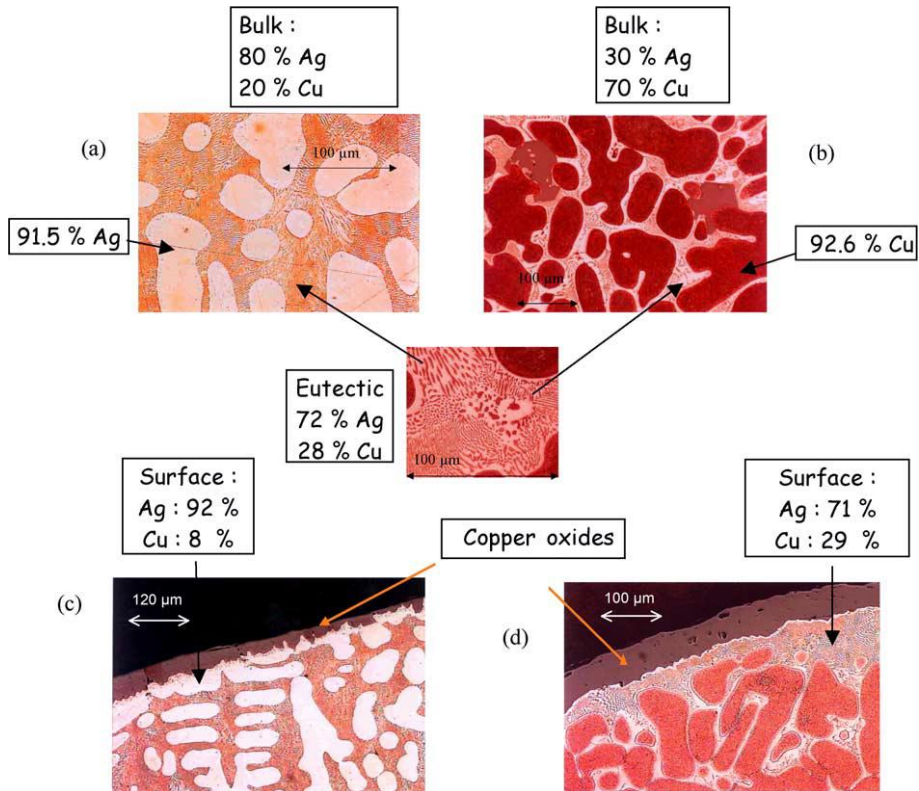 Bulk :
80 % Ag
20 % Cu
Bulk :
30 % Ag
70 % Cu
(a)
100 µm
(b)
91.5 % Ag
92.6 % Cu
100 µm
Eutectic
72 % Ag
28 % Cu
100 µm
Surface :
Ag : 92 %
Cu : 8 %
Surface :
Ag : 71 %
Cu : 29 %
Copper oxides
(c)
120 µm
100 µm
(d)